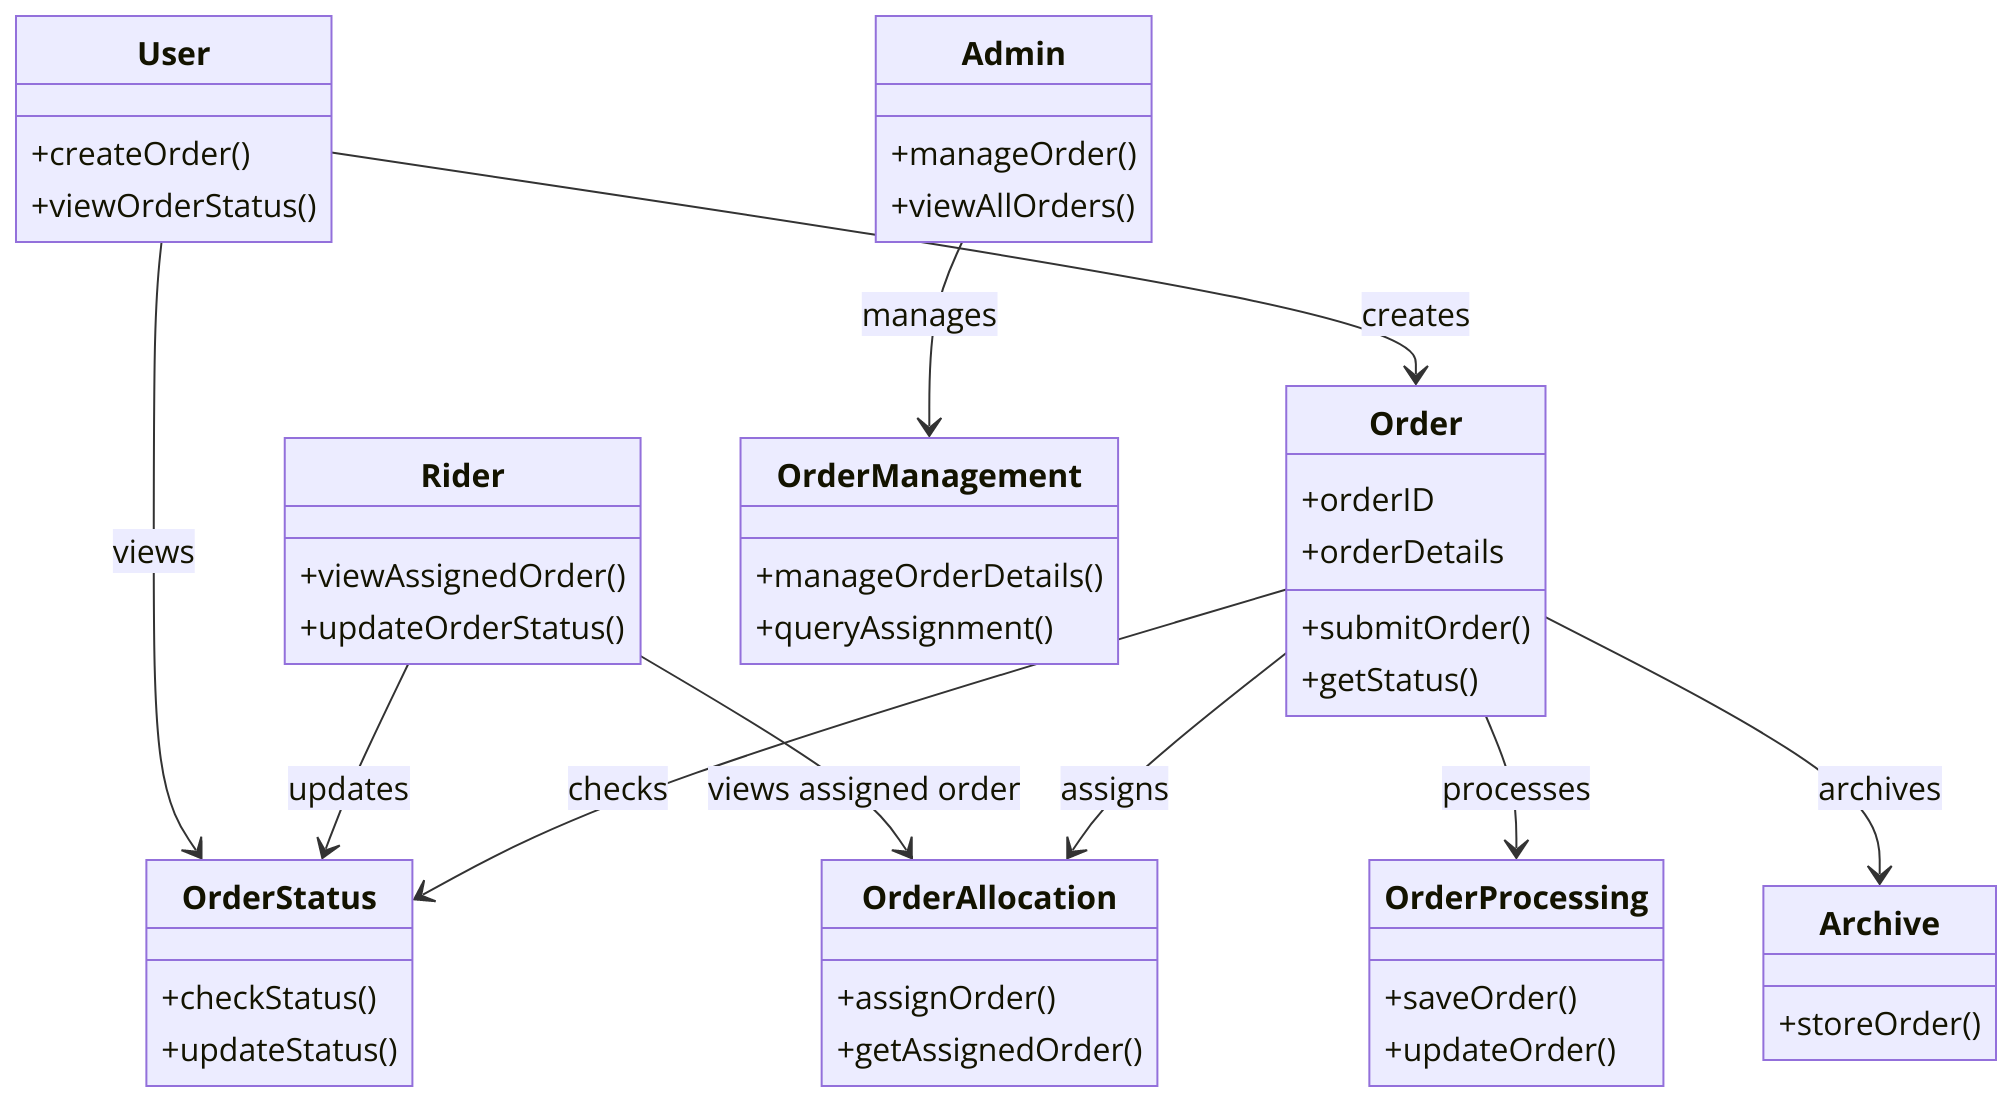 User
+createOrder()
+viewOrderStatus()
Admin
+manageOrder()
+viewAllOrders()
manages
creates
views
Rider
+viewAssignedOrder()
+updateOrderStatus()
OrderManagement
+manageOrderDetails()
+queryAssignment()
Order
+orderID
+orderDetails
+submitOrder()
+getStatus()
updates
checks
views assigned order
assigns
processes
archives
OrderStatus
+checkStatus()
+updateStatus()
OrderAllocation
+assignOrder()
+getAssignedOrder()
OrderProcessing
+saveOrder()
+updateOrder()
Archive
+storeOrder()